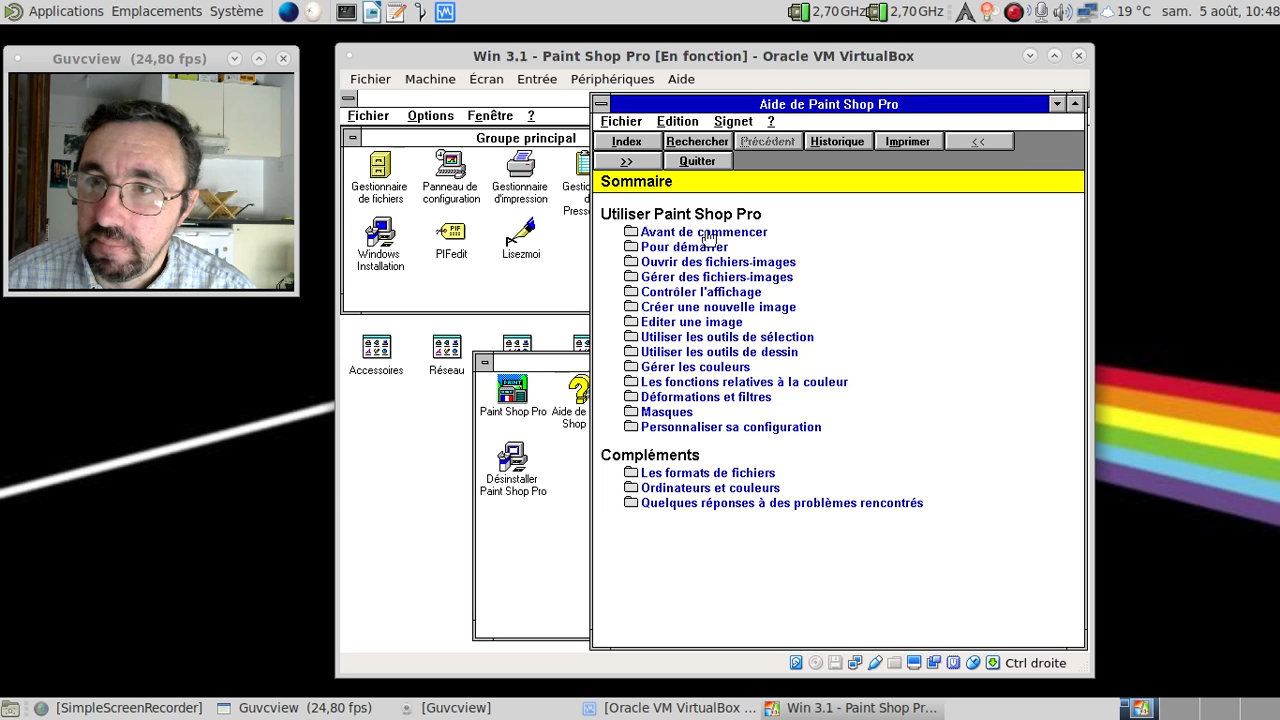 Applications Emplacements Système
2,70 GHz 2,70 GHz 19 °C sam. 5 août, 10:48
Guvcview (24,80 fps)
Win 3.1 - Paint Shop Pro [En fonction] - Oracle VM VirtualBox
Fichier Machine Écran Entrée Périphériques Aide
Fichier Options Fenêtre ?
Groupe principal
Gestionnaire de fichiers
Panneau de configuration
Gestionnaire d'impression
Windows Installation
PIFedit
Lisezmoi
Accessoires
Réseau
Paint Shop Pro
Aide de
Shop
Désinstaller Paint Shop Pro
Aide de Paint Shop Pro
Fichier Edition Signet ?
Index Rechercher Précédent Historique Imprimer <<
>> Quitter
Sommaire
Utiliser Paint Shop Pro
Avant de commencer
Pour démarrer
Ouvrir des fichiers-images
Gérer des fichiers-images
Contrôler l'affichage
Créer une nouvelle image
Editer une image
Utiliser les outils de sélection
Utiliser les outils de dessin
Gérer les couleurs
Les fonctions relatives à la couleur
Déformations et filtres
Masques
Personnaliser sa configuration
Compléments
Les formats de fichiers
Ordinateurs et couleurs
Quelques réponses à des problèmes rencontrés
Ctrl droite
[SimpleScreenRecorder] Guvcview (24,80 fps) [Guvcview] [Oracle VM VirtualBox ... Win 3.1 - Paint Shop Pr...